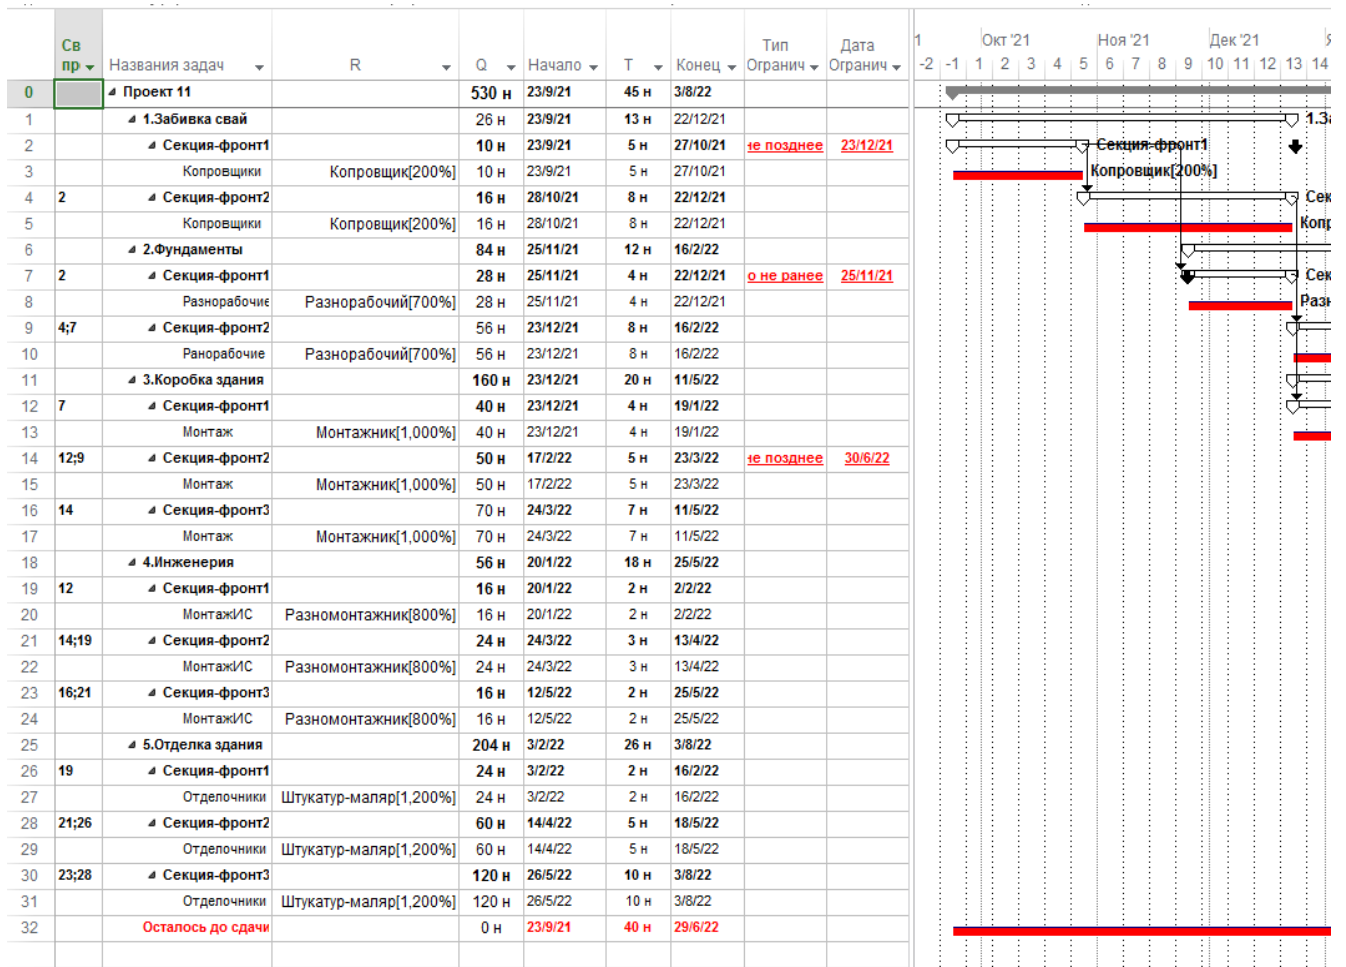 1 Окт '21 Ноя '21 Дек '21
Св
пр Названия задач R Q Начало Т Конец Тип Огранич Дата Огранич -2 -1 1 2 3 4 5 6 7 8 9 10 11 12 13 14
0 Проект 11 530 н 23/9/21 45 н 3/8/22
1 1.Забивка свай 26 н 23/9/21 13 н 22/12/21
2 Секция-фронт1 10 н 23/9/21 5 н 27/10/21 не позднее 23/12/21 Секция-фронт1
3 Копровщики Копровщик[200%] 10 н 23/9/21 5 н 27/10/21 Копровщик[200%]
4 2 Секция-фронт2 16 н 28/10/21 8 н 22/12/21 Сек
5 Копровщики Копровщик[200%] 16 н 28/10/21 8 н 22/12/21 Копр
6 2.Фундаменты 84 н 25/11/21 12 н 16/2/22
7 2 Секция-фронт1 28 н 25/11/21 4 н 22/12/21 о не ранее 25/11/21 Сек
8 Разнорабочие Разнорабочий[700%] 28 н 25/11/21 4 н 22/12/21 Разн
9 4;7 Секция-фронт2 56 н 23/12/21 8 н 16/2/22
10 Ранорабочие Разнорабочий[700%] 56 н 23/12/21 8 н 16/2/22
11 3.Коробка здания 160 н 23/12/21 20 н 11/5/22
12 7 Секция-фронт1 40 н 23/12/21 4 н 19/1/22
13 Монтаж Монтажник[1,000%] 40 н 23/12/21 4 н 19/1/22
14 12;9 Секция-фронт2 50 н 17/2/22 5 н 23/3/22 не позднее 30/6/22
15 Монтаж Монтажник[1,000%] 50 н 17/2/22 5 н 23/3/22
16 14 Секция-фронт3 70 н 24/3/22 7 н 11/5/22
17 Монтаж Монтажник[1,000%] 70 н 24/3/22 7 н 11/5/22
18 4.Инженерия 56 н 20/1/22 18 н 25/5/22
19 12 Секция-фронт1 16 н 20/1/22 2 н 2/2/22
20 МонтажИС Разномонтажник[800%] 16 н 20/1/22 2 н 2/2/22
21 14;19 Секция-фронт2 24 н 24/3/22 3 н 13/4/22
22 МонтажИС Разномонтажник[800%] 24 н 24/3/22 3 н 13/4/22
23 16;21 Секция-фронт3 16 н 12/5/22 2 н 25/5/22
24 МонтажИС Разномонтажник[800%] 16 н 12/5/22 2 н 25/5/22
25 5.Отделка здания 204 н 3/2/22 26 н 3/8/22
26 19 Секция-фронт1 24 н 3/2/22 2 н 16/2/22
27 Отделочники Штукатур-маляр[1,200%] 24 н 3/2/22 2 н 16/2/22
28 21;26 Секция-фронт2 60 н 14/4/22 5 н 18/5/22
29 Отделочники Штукатур-маляр[1,200%] 60 н 14/4/22 5 н 18/5/22
30 23;28 Секция-фронт3 120 н 26/5/22 10 н 3/8/22
31 Отделочники Штукатур-маляр[1,200%] 120 н 26/5/22 10 н 3/8/22
32 Осталось до сдачи 0 н 23/9/21 40 н 29/6/22